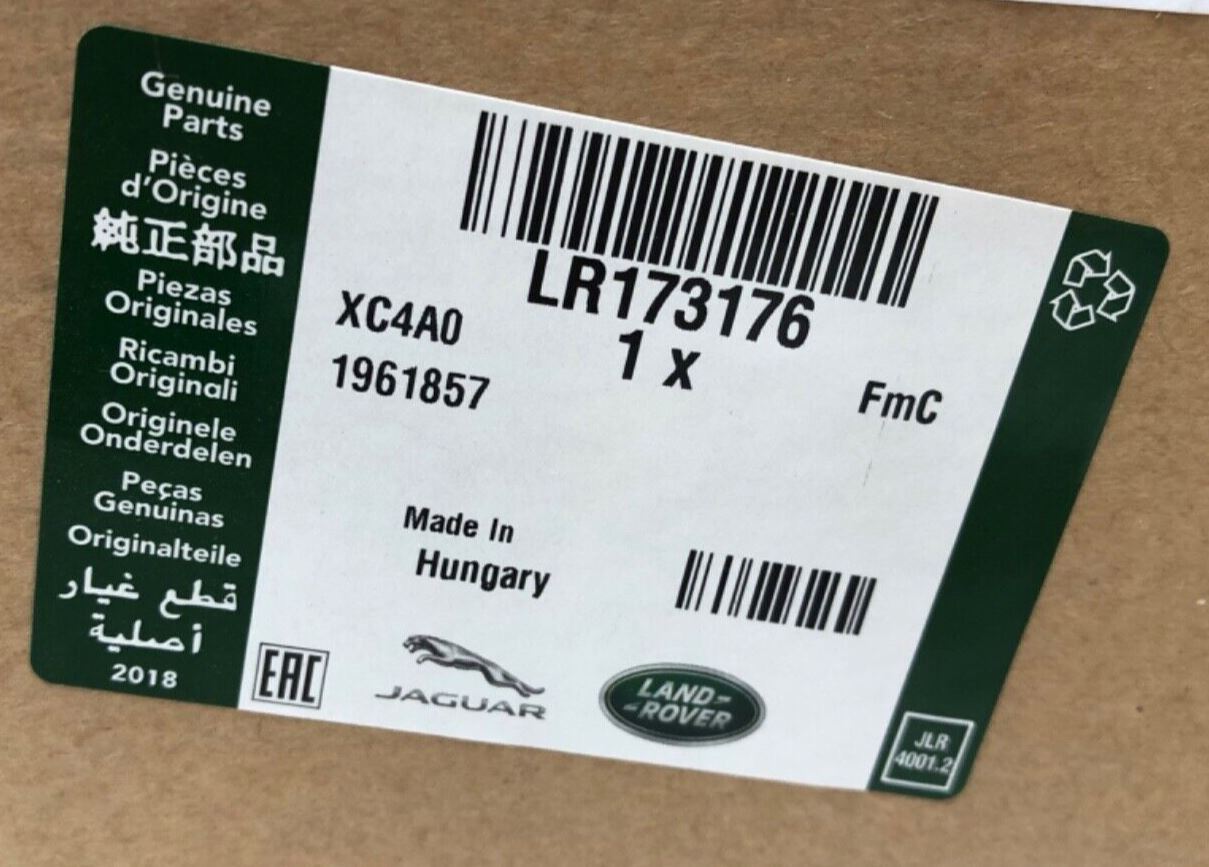 Genuine
Parts
Pièces
d'Origine
純正部品
Piezas
Originales
Ricambi
Originali
Originele
Onderdelen
Peças
Genuinas
Originalteile
قطع غيار
أصلية
2018
LR173176
1 x
XC4A0
1961857
FmC
Made In
Hungary
EAC
JAGUAR
LAND-
-ROVER
JLR
4001.2